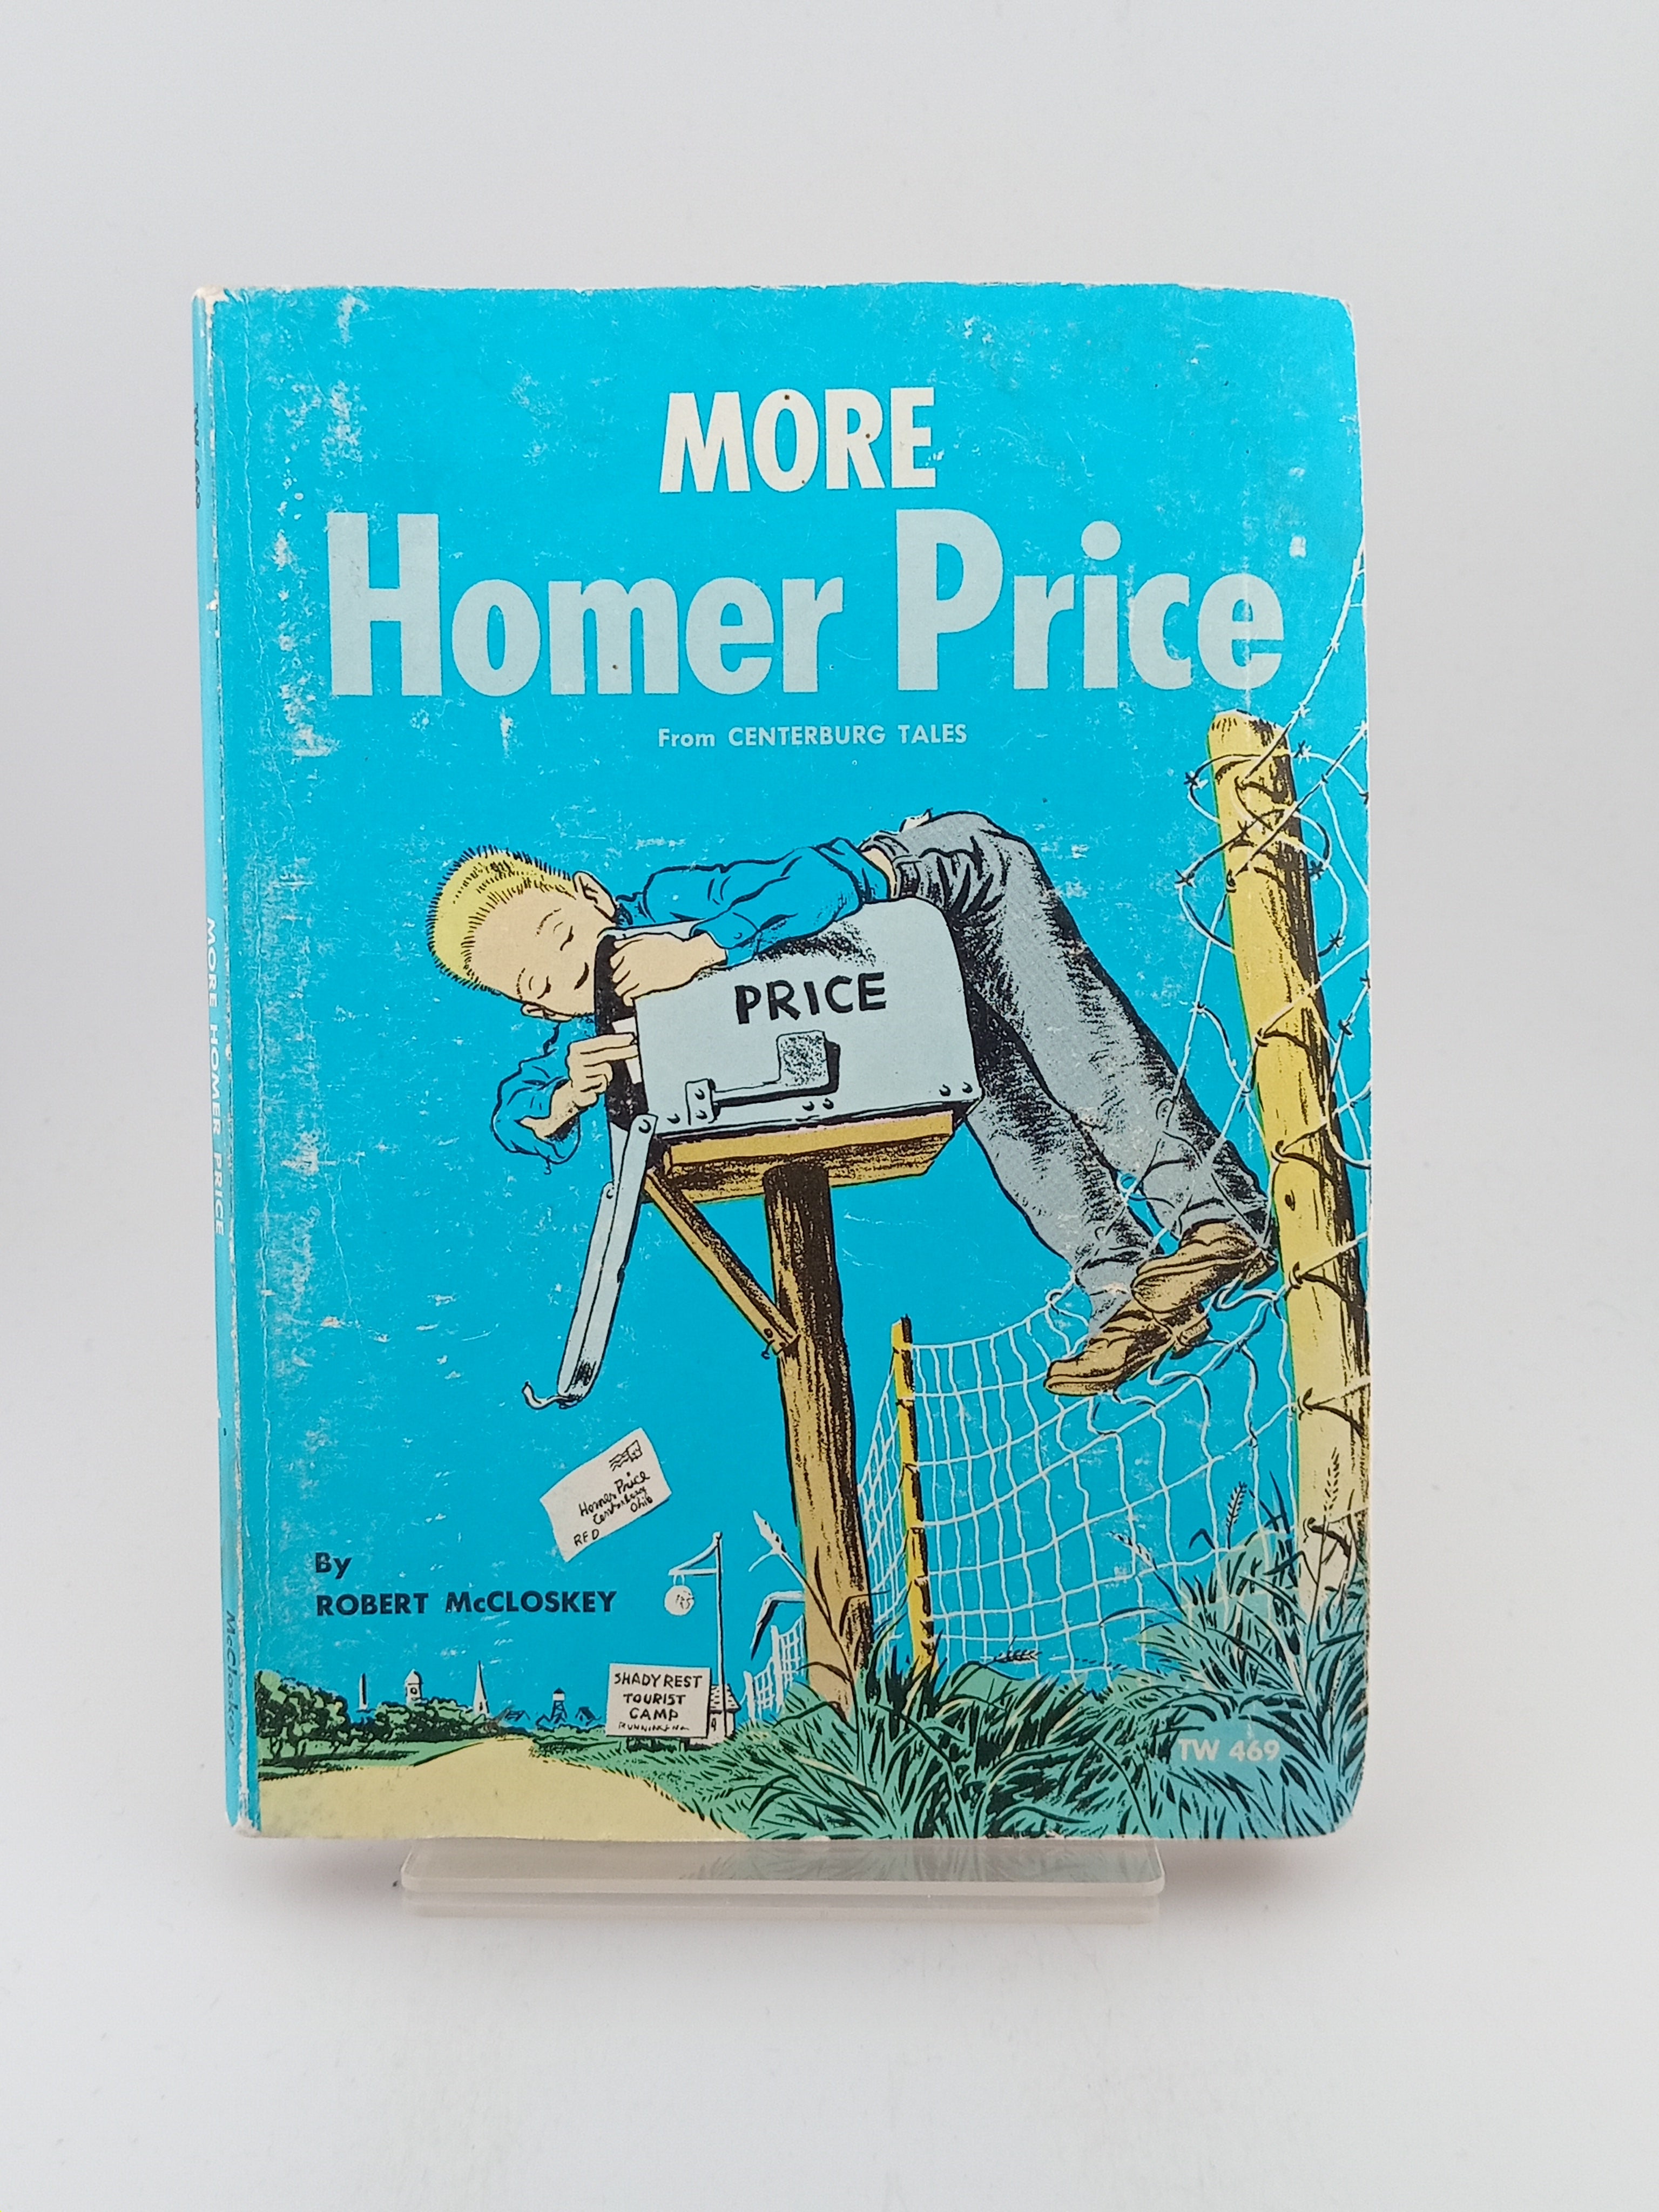 MORE
Homer Price
From CENTERBURG TALES
PRICE
Homer Price
Centerburg
Ohio
RFD
By
ROBERT McCLOSKEY
SHADY REST
TOURIST
CAMP
TW 469
TW 469
MORE HOMER PRICE
McCloskey